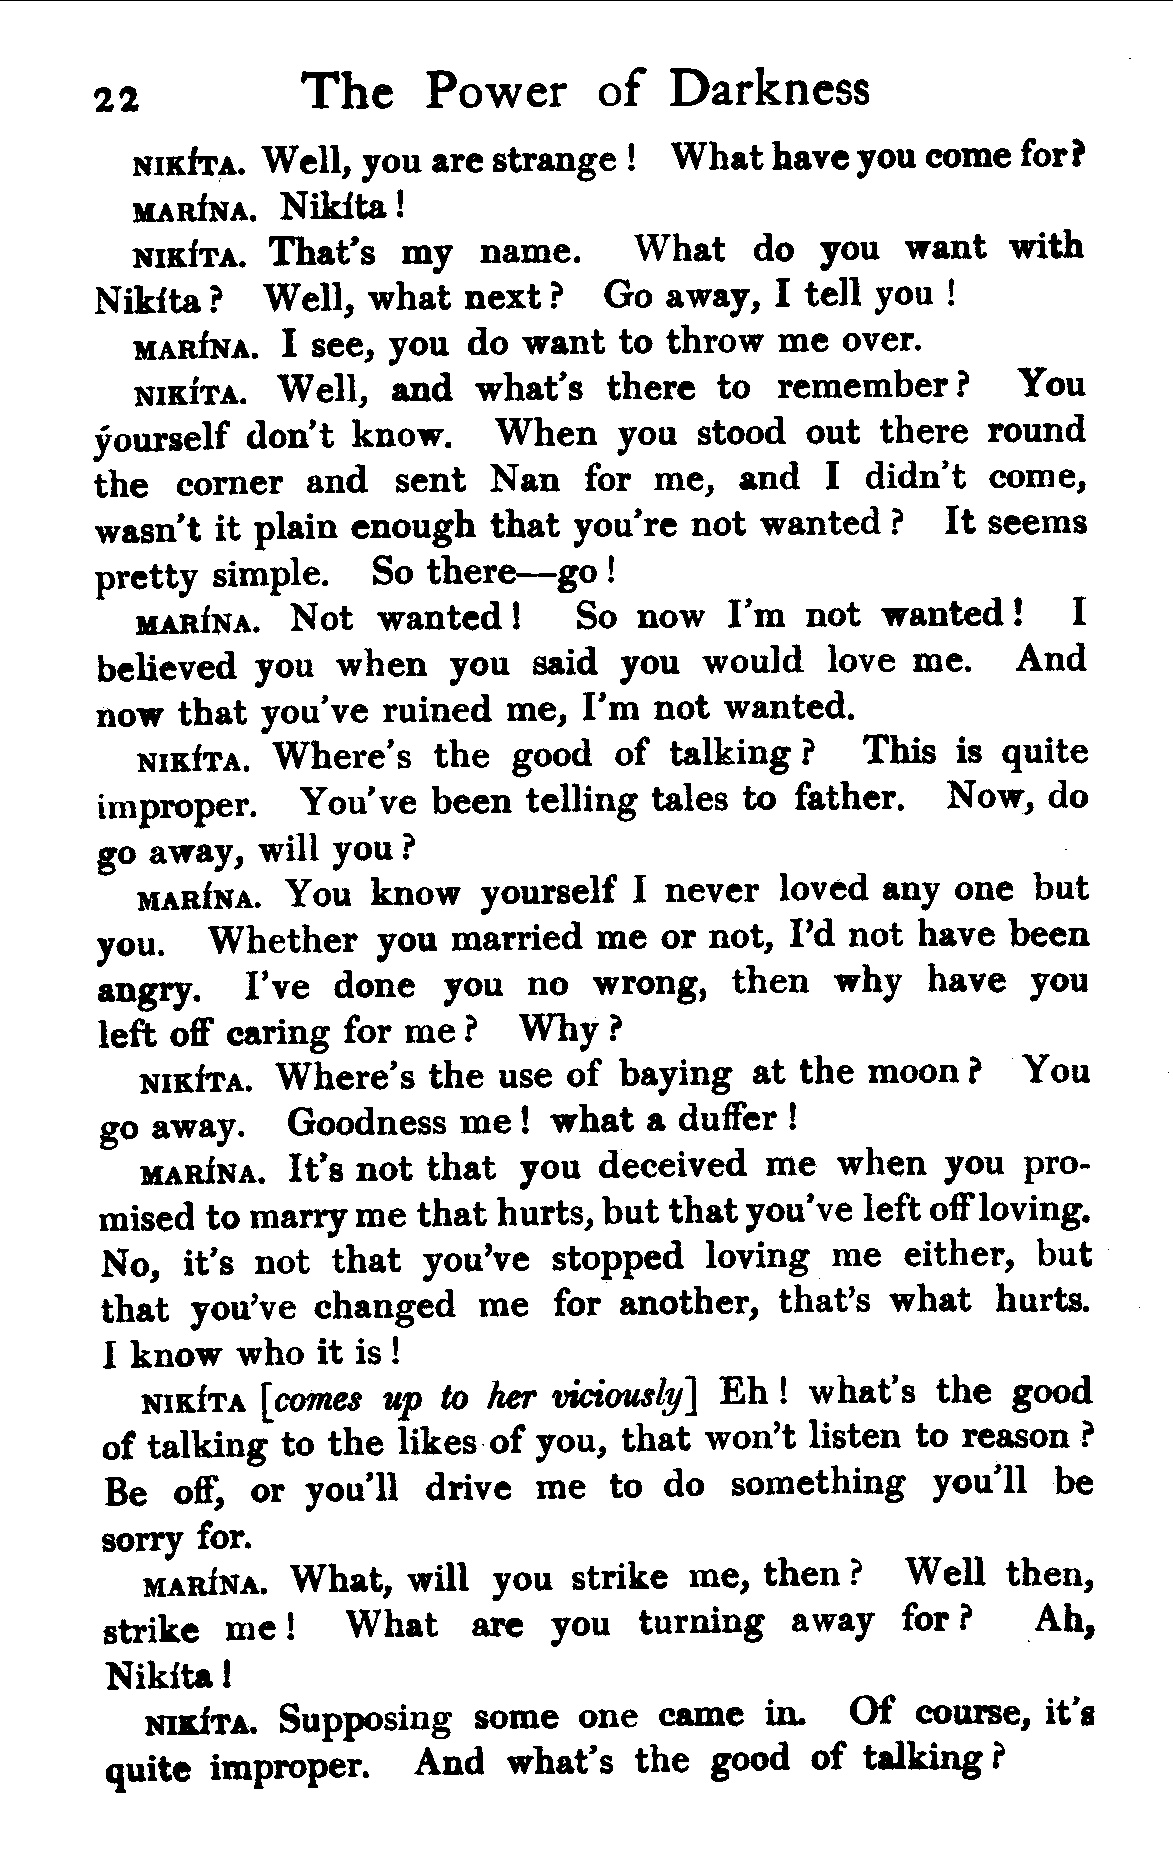 22 The Power of Darkness
NIKÍTA. Well, you are strange! What have you come for?
MARÍNA. Nikíta!
NIKÍTA. That's my name. What do you want with
Nikíta? Well, what next? Go away, I tell you!
MARÍNA. I see, you do want to throw me over.
NIKÍTA. Well, and what's there to remember? You
yourself don't know. When you stood out there round
the corner and sent Nan for me, and I didn't come,
wasn't it plain enough that you're not wanted? It seems
pretty simple. So there—go!
MARÍNA. Not wanted! So now I'm not wanted! I
believed you when you said you would love me. And
now that you've ruined me, I'm not wanted.
NIKÍTA. Where's the good of talking? This is quite
improper. You've been telling tales to father. Now, do
go away, will you?
MARÍNA. You know yourself I never loved any one but
you. Whether you married me or not, I'd not have been
angry. I've done you no wrong, then why have you
left off caring for me? Why?
NIKÍTA. Where's the use of baying at the moon? You
go away. Goodness me! what a duffer!
MARÍNA. It's not that you deceived me when you pro-
mised to marry me that hurts, but that you've left off loving.
No, it's not that you've stopped loving me either, but
that you've changed me for another, that's what hurts.
I know who it is!
NIKÍTA [comes up to her viciously] Eh! what's the good
of talking to the likes of you, that won't listen to reason?
Be off, or you'll drive me to do something you'll be
sorry for.
MARÍNA. What, will you strike me, then? Well then,
strike me! What are you turning away for? Ah,
Nikíta!
NIKÍTA. Supposing some one came in. Of course, it's
quite improper. And what's the good of talking?